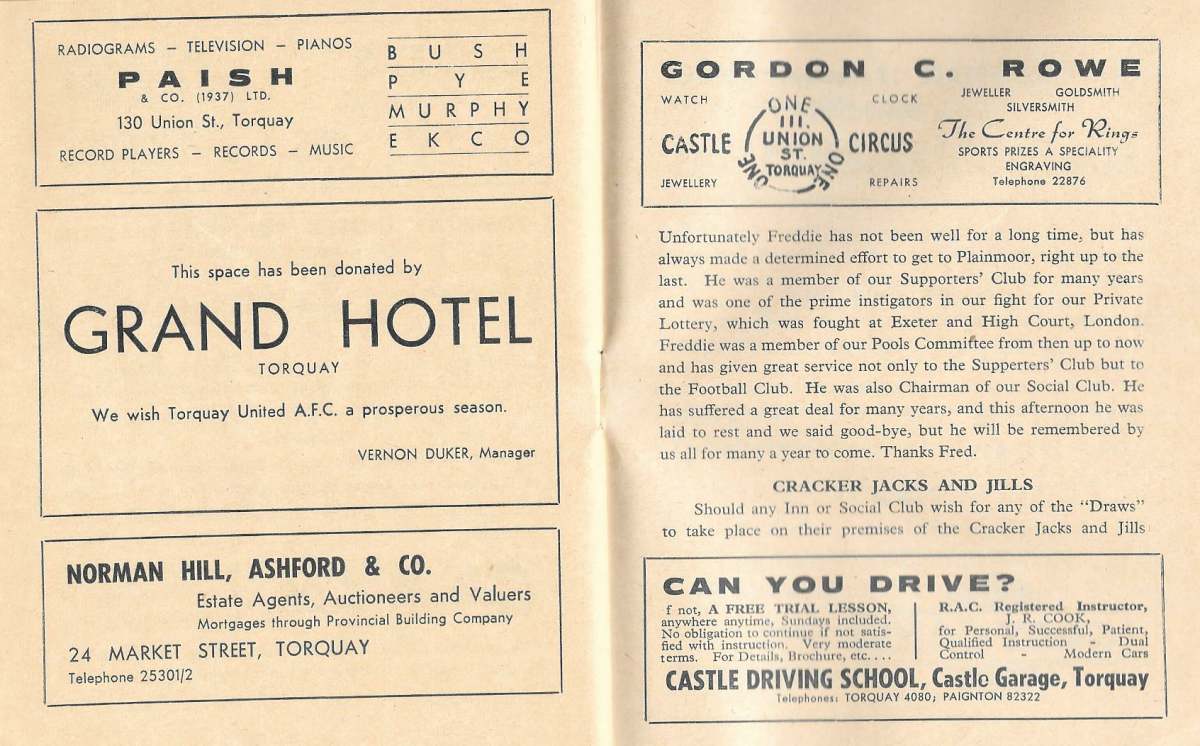 RADIOGRAMS – TELEVISION – PIANOS
PAISH
& CO. (1937) LTD.
130 Union St., Torquay
RECORD PLAYERS – RECORDS – MUSIC
BUSH
PYE
MURPHY
EKCO
This space has been donated by
GRAND HOTEL
TORQUAY
We wish Torquay United A.F.C. a prosperous season.
VERNON DUKER, Manager
NORMAN HILL, ASHFORD & CO.
Estate Agents, Auctioneers and Valuers
Mortgages through Provincial Building Company
24 MARKET STREET, TORQUAY
Telephone 25301/2
GORDON C. ROWE
WATCH
CLOCK
CASTLE
CIRCUS
JEWELLERY
REPAIRS
ONE
III.
UNION
ST.
TORQUAY
ONE
ONE
JEWELLER GOLDSMITH
SILVERSMITH
The Centre for Rings
SPORTS PRIZES A SPECIALITY
ENGRAVING
Telephone 22876
Unfortunately Freddie has not been well for a long time, but has
always made a determined effort to get to Plainmoor, right up to the
last. He was a member of our Supporters' Club for many years
and was one of the prime instigators in our fight for our Private
Lottery, which was fought at Exeter and High Court, London.
Freddie was a member of our Pools Committee from then up to now
and has given great service not only to the Supperters' Club but to
the Football Club. He was also Chairman of our Social Club. He
has suffered a great deal for many years, and this afternoon he was
laid to rest and we said good-bye, but he will be remembered by
us all for many a year to come. Thanks Fred.
CRACKER JACKS AND JILLS
Should any Inn or Social Club wish for any of the "Draws"
to take place on their premises of the Cracker Jacks and Jills
CAN YOU DRIVE?
f not, A FREE TRIAL LESSON,
anywhere anytime, Sundays included.
No obligation to continue if not satis-
fied with instruction. Very moderate
terms. For Details, Brochure, etc. . . .
R.A.C. Registered Instructor,
J. R. COOK,
for Personal, Successful, Patient,
Qualified Instruction - Dual
Control - Modern Cars
CASTLE DRIVING SCHOOL, Castle Garage, Torquay
Telephones: TORQUAY 4080; PAIGNTON 82322